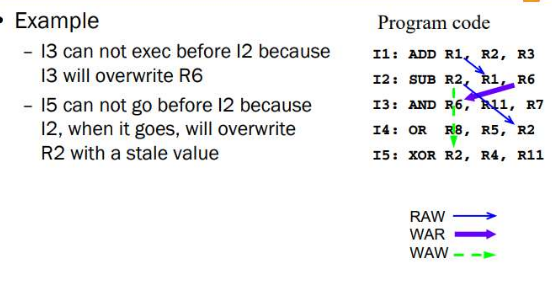 • Example
– I3 can not exec before I2 because
I3 will overwrite R6
– I5 can not go before I2 because
I2, when it goes, will overwrite
R2 with a stale value
Program code
I1: ADD R1, R2, R3
I2: SUB R2, R1, R6
I3: AND R6, R11, R7
I4: OR R8, R5, R2
I5: XOR R2, R4, R11
RAW
WAR
WAW